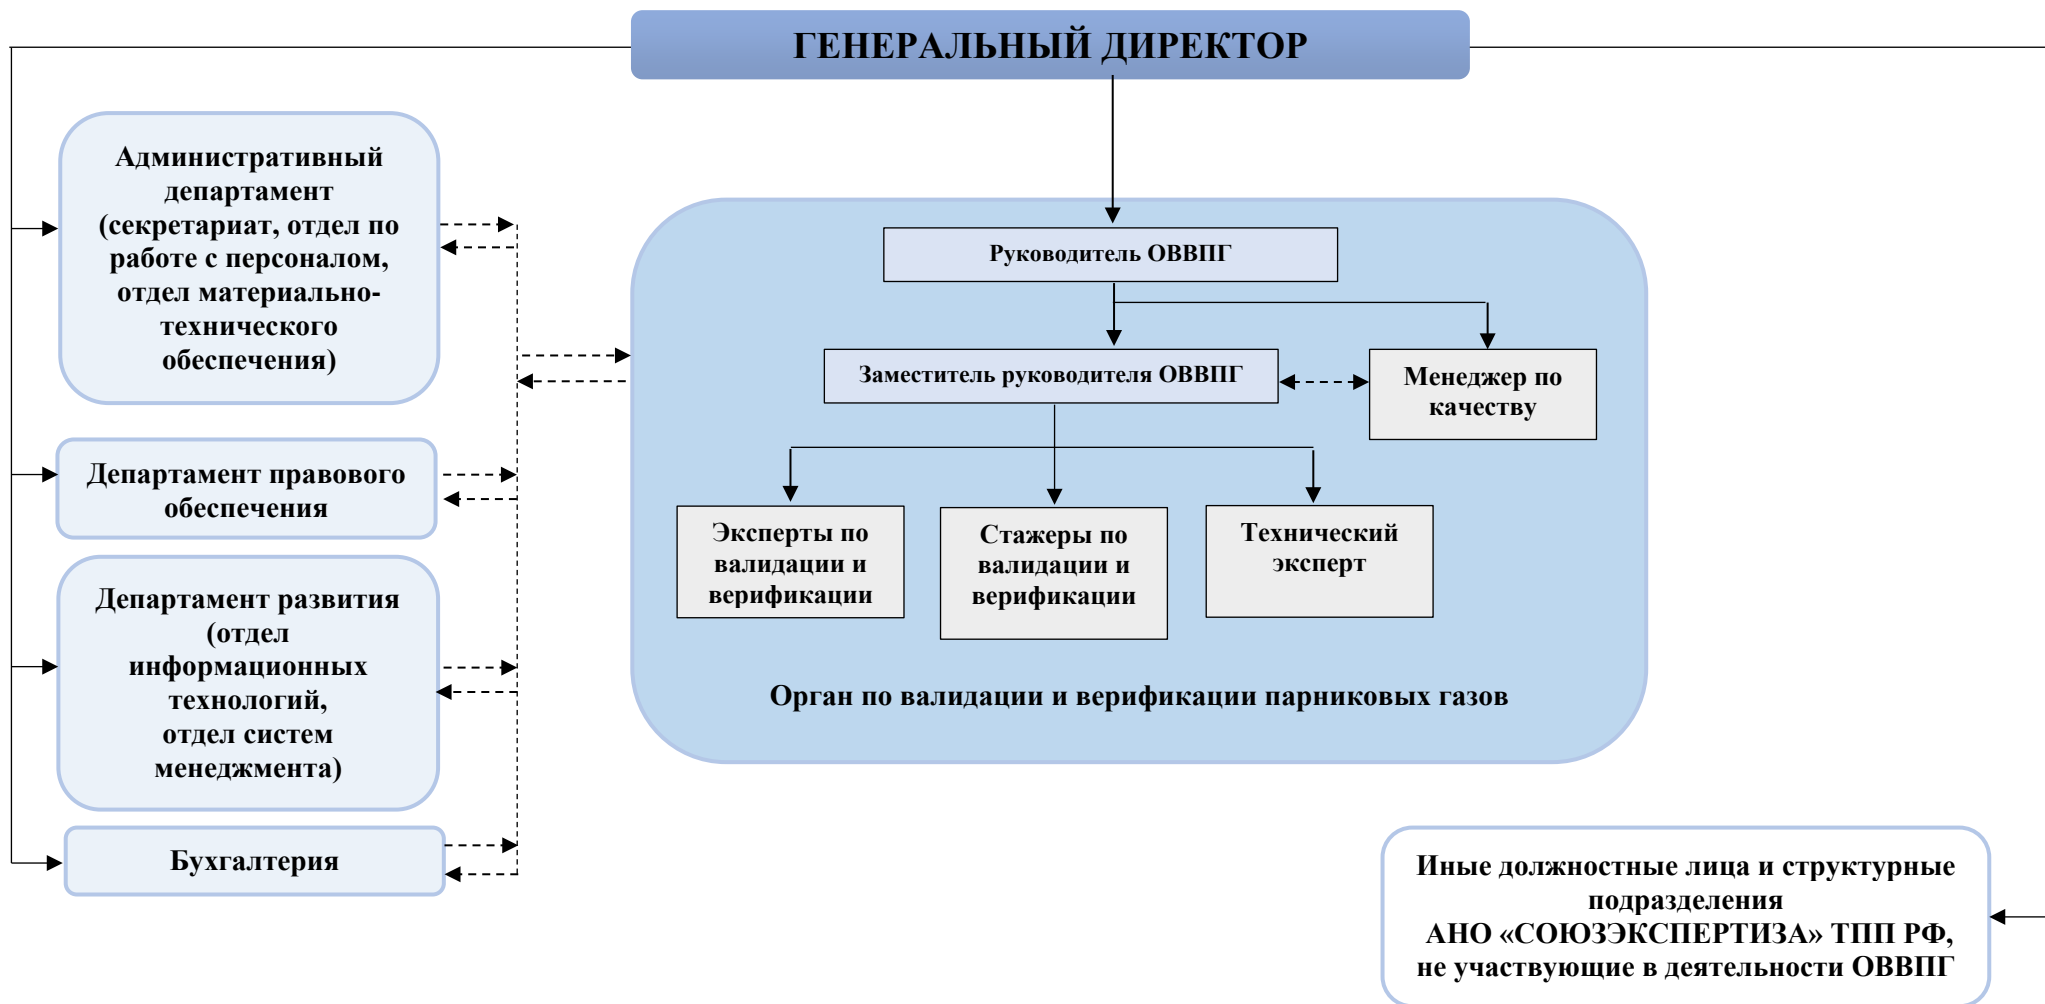 ГЕНЕРАЛЬНЫЙ ДИРЕКТОР
Административный
департамент
(секретариат, отдел по
работе с персоналом,
отдел материально-
технического
обеспечения)
Департамент правового
обеспечения
Департамент развития
(отдел
информационных
технологий,
отдел систем
менеджмента)
Бухгалтерия
Руководитель ОВВПГ
Заместитель руководителя ОВВПГ
Менеджер по
качеству
Эксперты по
валидации и
верификации
Стажеры по
валидации и
верификации
Технический
эксперт
Орган по валидации и верификации парниковых газов
Иные должностные лица и структурные
подразделения
АНО «СОЮЗЭКСПЕРТИЗА» ТПП РФ,
не участвующие в деятельности ОВВПГ